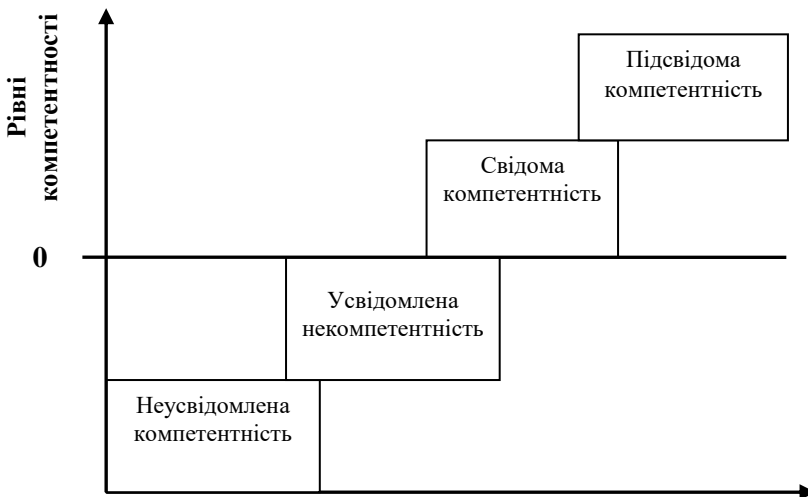 Рівні
компетентності
Підсвідома
компетентність
Свідома
компетентність
0
Усвідомлена
некомпетентність
Неусвідомлена
компетентність